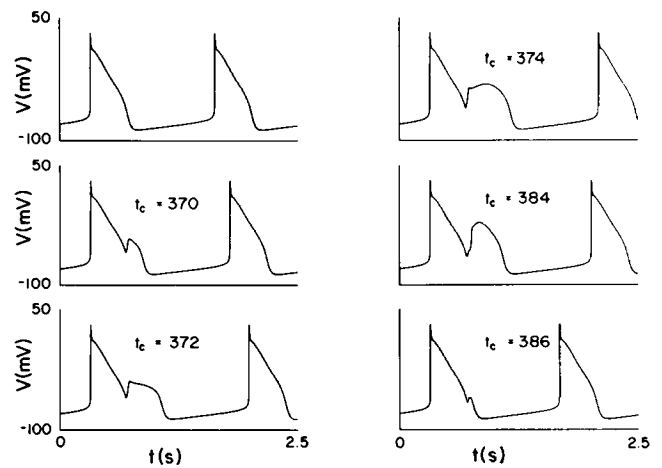 50
V(mV)
-100
t_c = 374
50
V(mV)
-100
t_c = 370
t_c = 384
50
V(mV)
-100
t_c = 372
t_c = 386
0
2.5
t(s)
0
2.5
t(s)